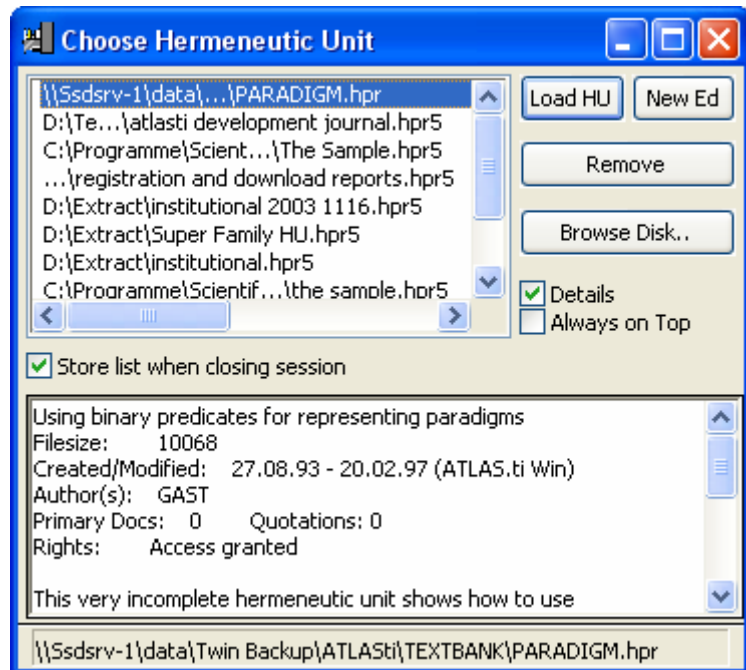 Choose Hermeneutic Unit
\\Ssdsrv-1\data\...\PARADIGM.hpr
D:\Te...\atlasti development journal.hpr5
C:\Programme\Scient...\The Sample.hpr5
...\registration and download reports.hpr5
D:\Extract\institutional 2003 1116.hpr5
D:\Extract\Super Family HU.hpr5
D:\Extract\institutional.hpr5
C:\Programme\Scientif...\the sample.hpr5
Load HU New Ed
Remove
Browse Disk..
Details
Always on Top
Store list when closing session
Using binary predicates for representing paradigms
Filesize: 10068
Created/Modified: 27.08.93 - 20.02.97 (ATLAS.ti Win)
Author(s): GAST
Primary Docs: 0 Quotations: 0
Rights: Access granted
This very incomplete hermeneutic unit shows how to use
\\Ssdsrv-1\data\Twin Backup\ATLASti\TEXTBANK\PARADIGM.hpr